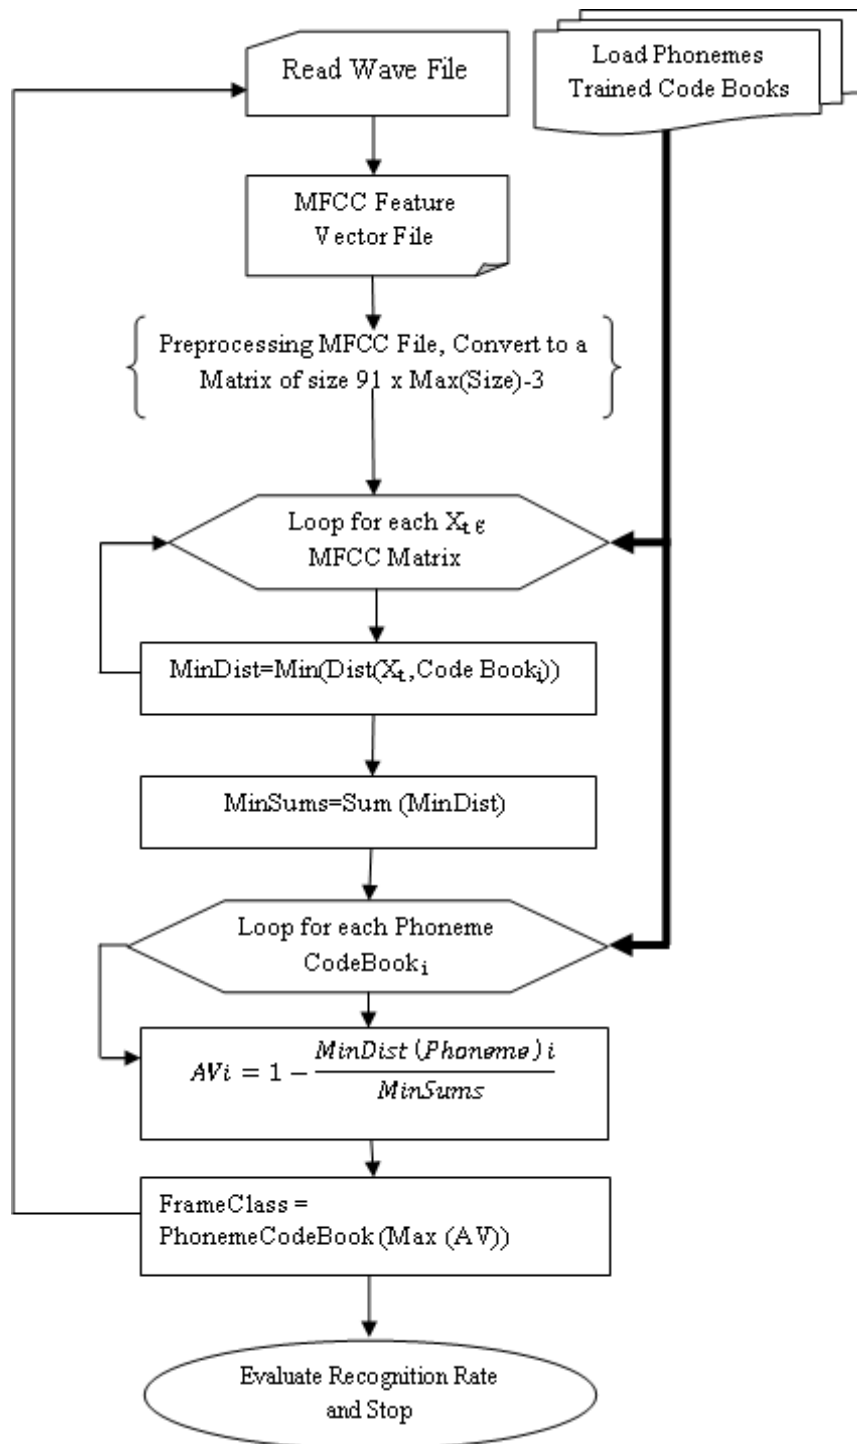 Read Wave File
Load Phonemes
Trained Code Books
MFCC Feature
Vector File
Preprocessing MFCC File, Convert to a
Matrix of size 91 x Max(Size)-3
Loop for each Xₜ ϵ
MFCC Matrix
MinDist=Min(Dist(Xₜ,Code Bookᵢ))
MinSums=Sum (MinDist)
Loop for each Phoneme
CodeBookᵢ
AVi = 1 − MinDist (Phoneme) i / MinSums
FrameClass =
PhonemeCodeBook (Max (AV))
Evaluate Recognition Rate
and Stop